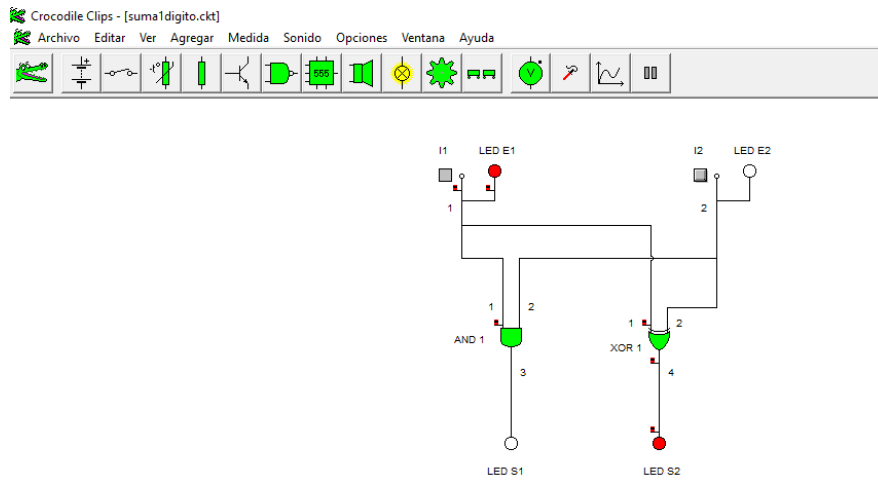 Crocodile Clips - [suma1digito.ckt]
Archivo Editar Ver Agregar Medida Sonido Opciones Ventana Ayuda
555 V
I1 LED E1 I2 LED E2
1 2
1 2 1 2
AND 1 XOR 1
3 4
LED S1 LED S2